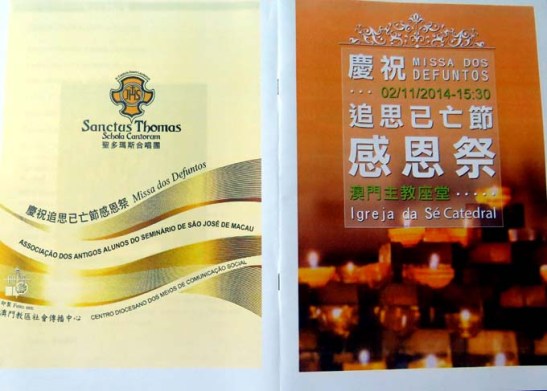 IHS
Sanctus Thomas
Schola Cantorum
聖多瑪斯合唱團
慶祝追思已亡節感恩祭 Missa dos Defuntos
ASSOCIAÇÃO DOS ANTIGOS ALUNOS DO SEMINÁRIO DE SÃO JOSÉ DE MACAU
CENTRO DIOCESANO DOS MEIOS DE COMUNICAÇÃO SOCIAL
澳門教區社會傳播中心
慶祝 MISSA DOS
DEFUNTOS
... 02/11/2014-15:30
追思已亡節
感恩祭
澳門主教座堂 .....
Igreja da Sé Catedral